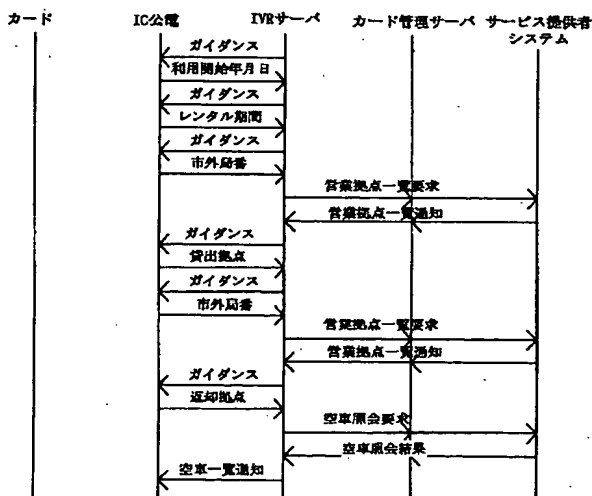 カード
IC公電
IVRサーバ
カード管理サーバ
サービス提供者
システム
ガイダンス
利用開始年月日
ガイダンス
レンタル期間
ガイダンス
市外局番
営業拠点一覧要求
営業拠点一覧通知
ガイダンス
貸出拠点
ガイダンス
市外局番
営業拠点一覧要求
営業拠点一覧通知
ガイダンス
返却拠点
空車照会要求
空車照会結果
空車一覧通知